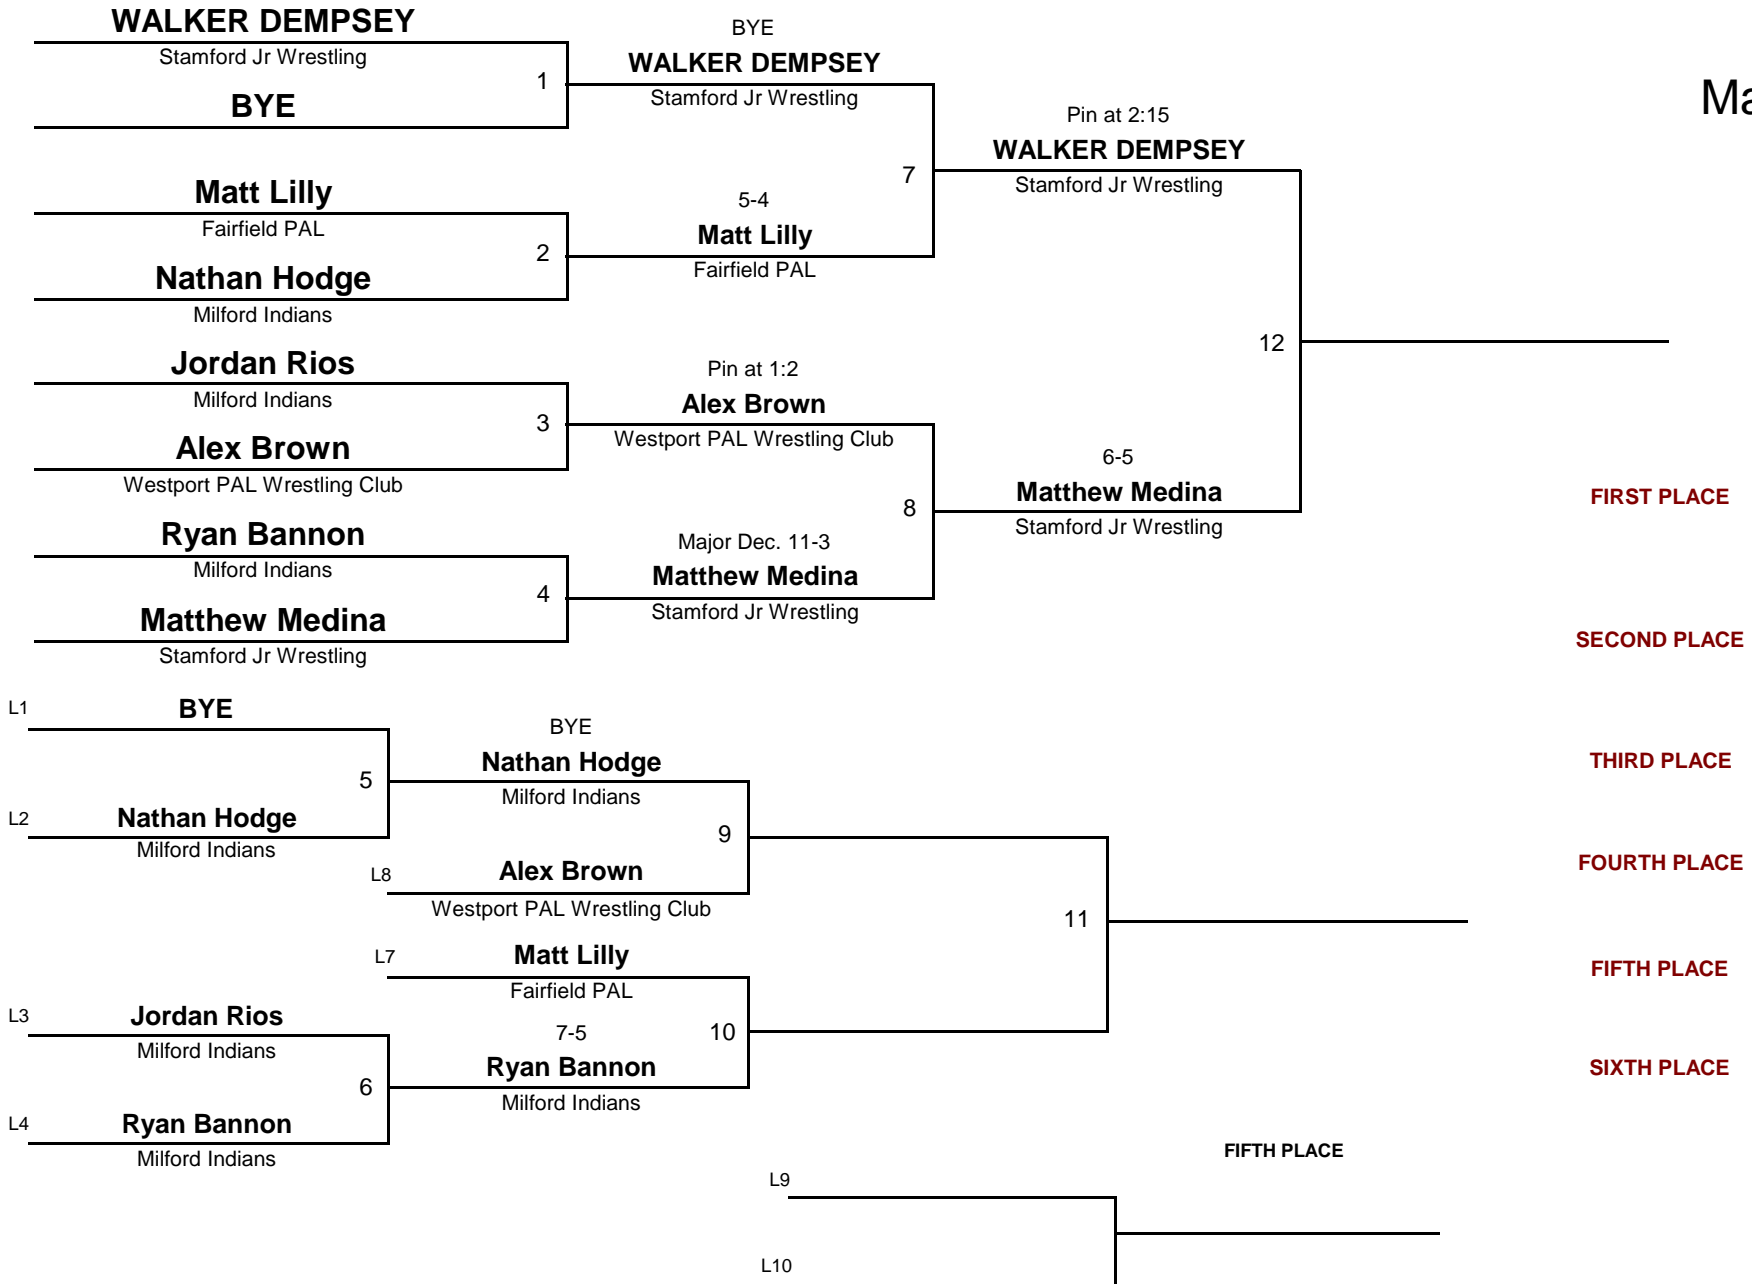 WALKER DEMPSEY
Stamford Jr Wrestling
1
BYE
BYE
WALKER DEMPSEY
Stamford Jr Wrestling
Ma
Pin at 2:15
WALKER DEMPSEY
Stamford Jr Wrestling
7
Matt Lilly
Fairfield PAL
2
Nathan Hodge
Milford Indians
5-4
Matt Lilly
Fairfield PAL
12
Jordan Rios
Milford Indians
3
Alex Brown
Westport PAL Wrestling Club
Pin at 1:2
Alex Brown
Westport PAL Wrestling Club
8
6-5
Matthew Medina
Stamford Jr Wrestling
FIRST PLACE
Ryan Bannon
Milford Indians
4
Matthew Medina
Stamford Jr Wrestling
Major Dec. 11-3
Matthew Medina
Stamford Jr Wrestling
SECOND PLACE
L1
BYE
5
L2
Nathan Hodge
Milford Indians
BYE
Nathan Hodge
Milford Indians
9
THIRD PLACE
L8
Alex Brown
Westport PAL Wrestling Club
FOURTH PLACE
11
L7
Matt Lilly
Fairfield PAL
10
FIFTH PLACE
L3
Jordan Rios
Milford Indians
6
7-5
Ryan Bannon
Milford Indians
SIXTH PLACE
L4
Ryan Bannon
Milford Indians
FIFTH PLACE
L9
L10